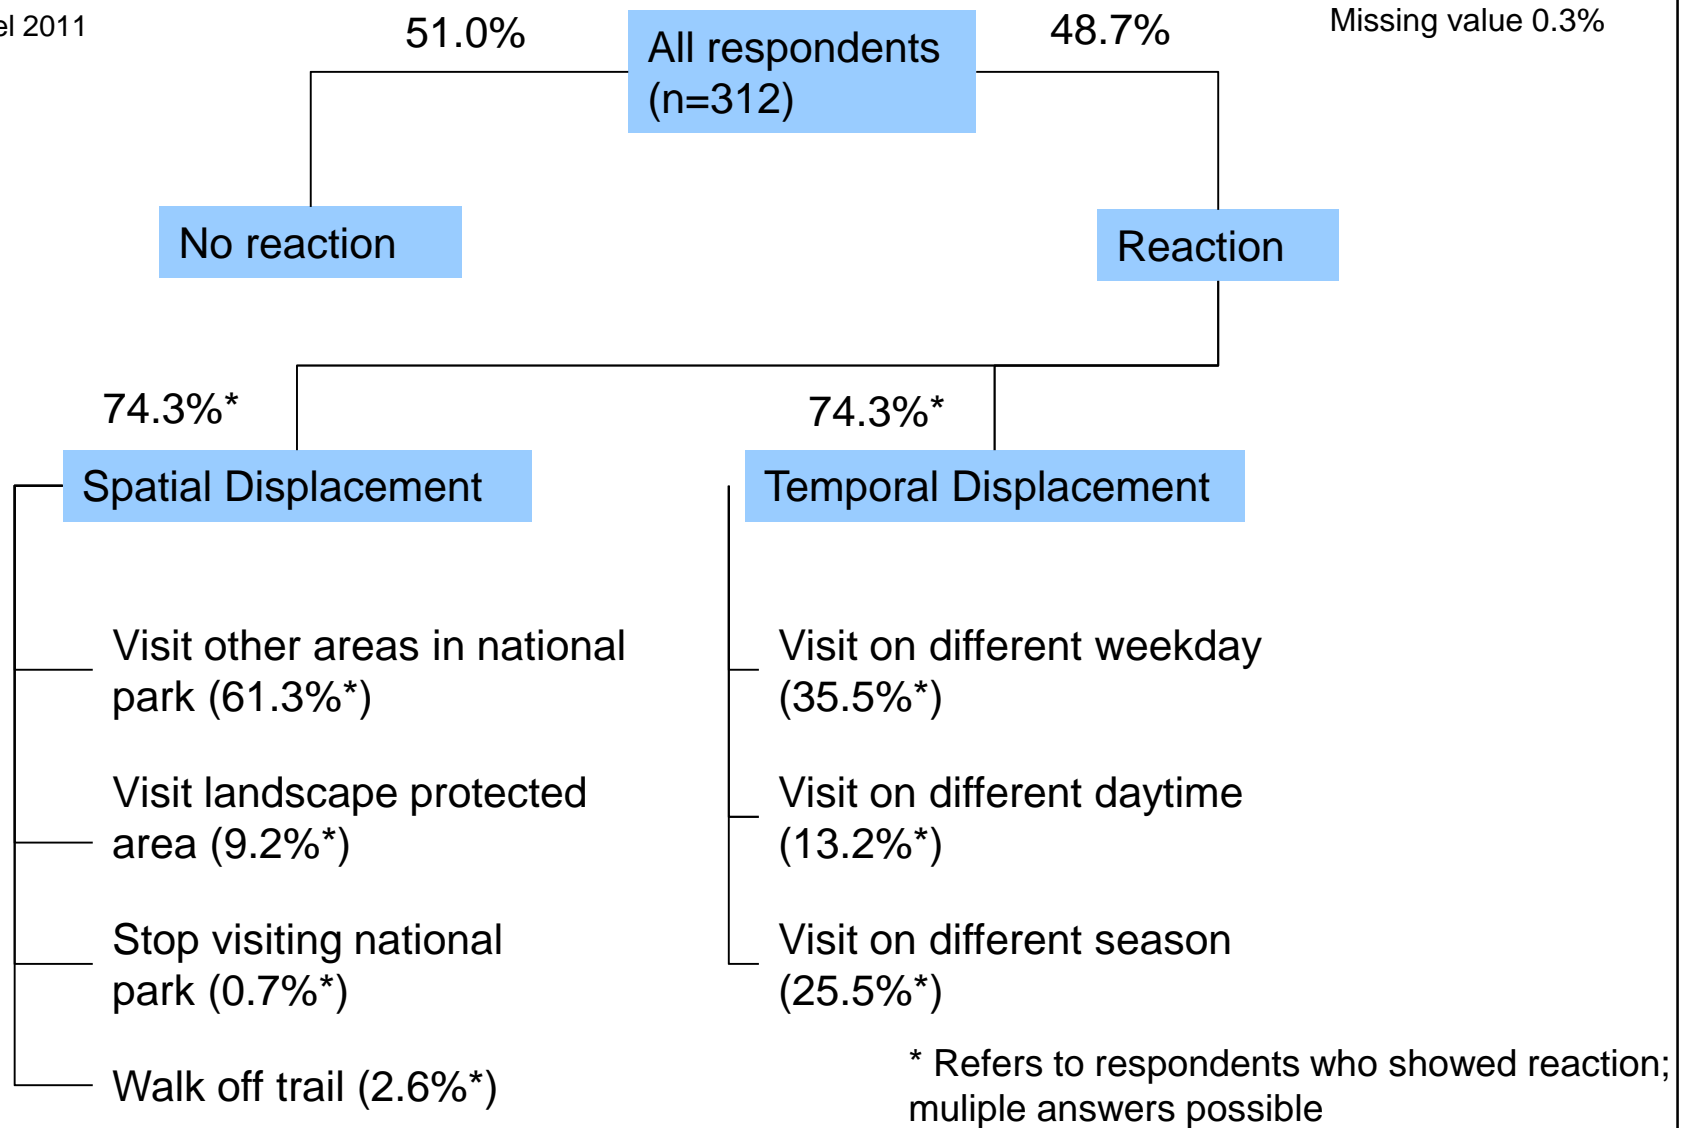 2011
51.0%
All respondents
(n=312)
48.7%
Missing value 0.3%
No reaction
Reaction
74.3%*
74.3%*
Spatial Displacement
Temporal Displacement
Visit other areas in national
park (61.3%*)
Visit landscape protected
area (9.2%*)
Stop visiting national
park (0.7%*)
Walk off trail (2.6%*)
Visit on different weekday
(35.5%*)
Visit on different daytime
(13.2%*)
Visit on different season
(25.5%*)
* Refers to respondents who showed reaction;
muliple answers possible